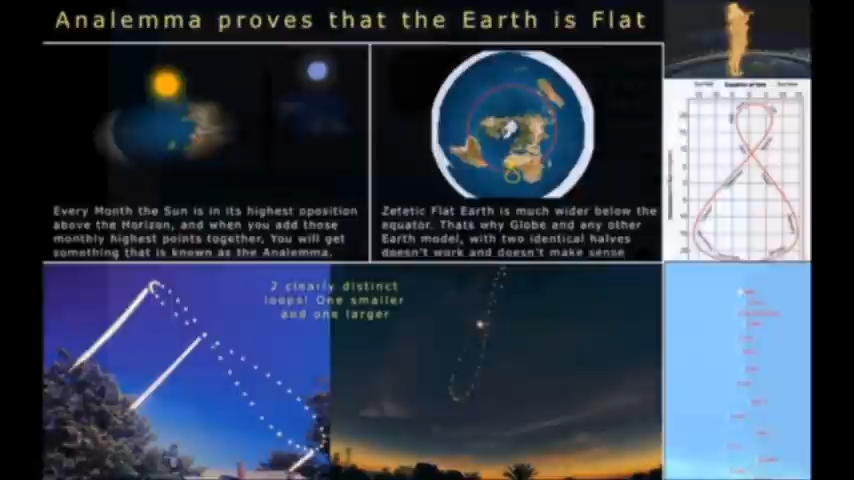 Analemma proves that the Earth is Flat
Equation of time
Every Month the Sun is in its highest opposition
above the Horizon, and when you add those
monthly highest points together, You will get
something that is known as the Analemma.
Zetetic Flat Earth is much wider below the
equator. Thats why Globe and any other
Earth model, with two identical halves
doesn't work and doesn't make sense
2 clearly distinct
loops! One smaller
and one larger